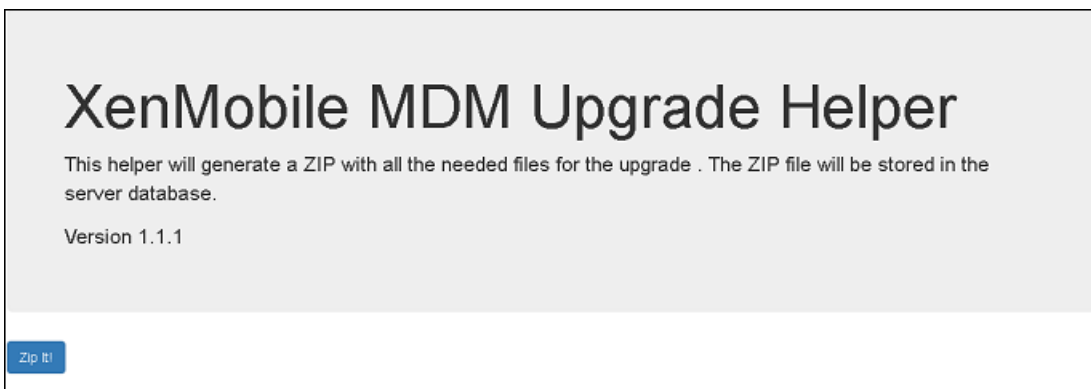 XenMobile MDM Upgrade Helper
This helper will generate a ZIP with all the needed files for the upgrade . The ZIP file will be stored in the
server database.
Version 1.1.1
Zip It!